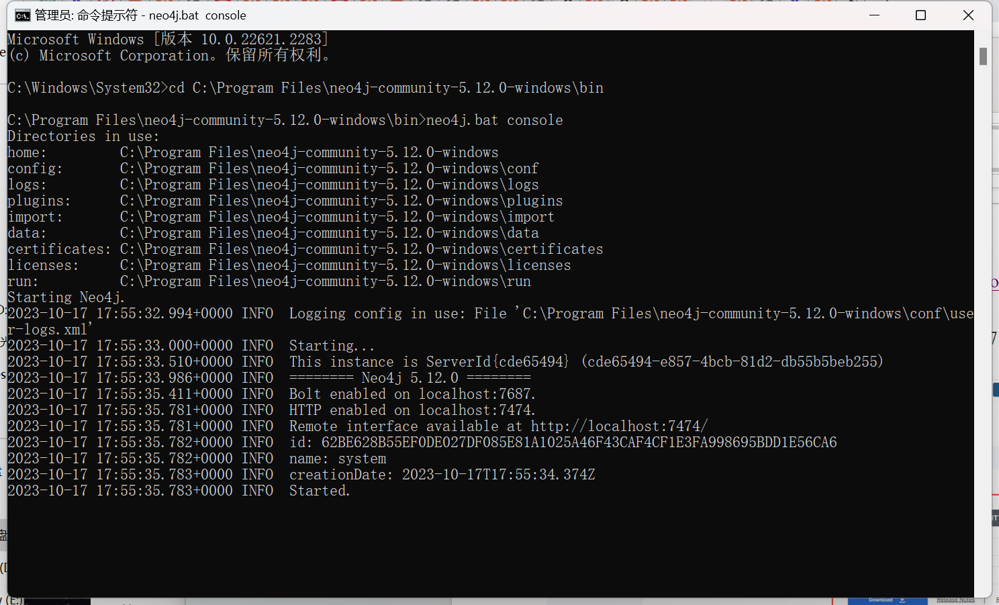 管理员: 命令提示符 - neo4j.bat  console
Microsoft Windows [版本 10.0.22621.2283]
(c) Microsoft Corporation。保留所有权利。
C:\Windows\System32>cd C:\Program Files\neo4j-community-5.12.0-windows\bin
C:\Program Files\neo4j-community-5.12.0-windows\bin>neo4j.bat console
Directories in use:
home:         C:\Program Files\neo4j-community-5.12.0-windows
config:       C:\Program Files\neo4j-community-5.12.0-windows\conf
logs:         C:\Program Files\neo4j-community-5.12.0-windows\logs
plugins:      C:\Program Files\neo4j-community-5.12.0-windows\plugins
import:       C:\Program Files\neo4j-community-5.12.0-windows\import
data:         C:\Program Files\neo4j-community-5.12.0-windows\data
certificates: C:\Program Files\neo4j-community-5.12.0-windows\certificates
licenses:     C:\Program Files\neo4j-community-5.12.0-windows\licenses
run:          C:\Program Files\neo4j-community-5.12.0-windows\run
Starting Neo4j.
2023-10-17 17:55:32.994+0000 INFO  Logging config in use: File 'C:\Program Files\neo4j-community-5.12.0-windows\conf\use
r-logs.xml'
2023-10-17 17:55:33.000+0000 INFO  Starting...
2023-10-17 17:55:33.510+0000 INFO  This instance is ServerId{cde65494} (cde65494-e857-4bcb-81d2-db55b5beb255)
2023-10-17 17:55:33.986+0000 INFO  ======== Neo4j 5.12.0 ========
2023-10-17 17:55:35.411+0000 INFO  Bolt enabled on localhost:7687.
2023-10-17 17:55:35.781+0000 INFO  HTTP enabled on localhost:7474.
2023-10-17 17:55:35.781+0000 INFO  Remote interface available at http://localhost:7474/
2023-10-17 17:55:35.782+0000 INFO  id: 62BE628B55EF0DE027DF085E81A1025A46F43CAF4CF1E3FA998695BDD1E56CA6
2023-10-17 17:55:35.782+0000 INFO  name: system
2023-10-17 17:55:35.783+0000 INFO  creationDate: 2023-10-17T17:55:34.374Z
2023-10-17 17:55:35.783+0000 INFO  Started.
(E:)
Download
Release Notes